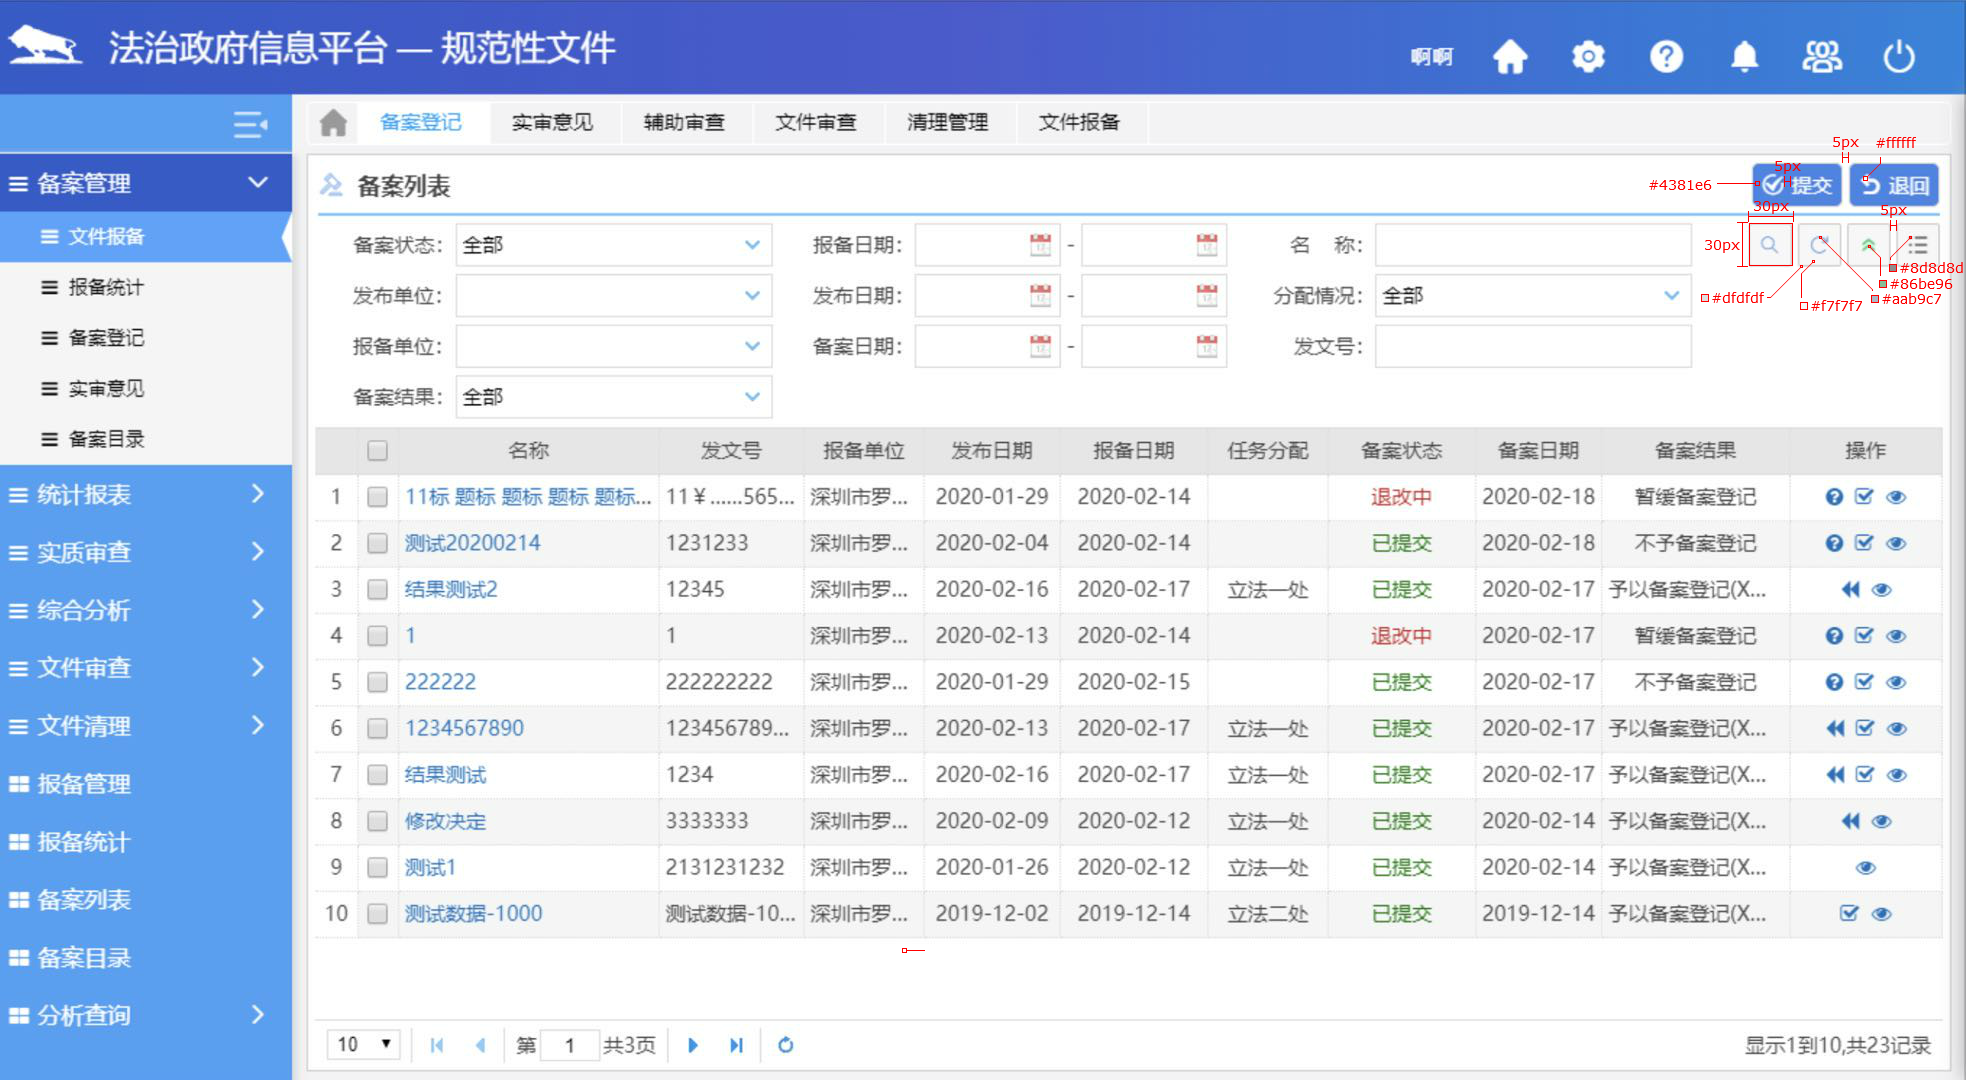 法治政府信息平台 — 规范性文件
啊啊
备案登记 实审意见 辅助审查 文件审查 清理管理 文件报备
备案管理
文件报备
报备统计
备案登记
实审意见
备案目录
统计报表
实质审查
综合分析
文件审查
文件清理
报备管理
报备统计
备案列表
备案目录
分析查询
备案列表
5px #ffffff
5px
#4381e6 提交 退回
30px 5px
30px
#8d8d8d
#86be96
#dfdfdf #aab9c7
#f7f7f7
备案状态: 全部 报备日期: - 名 称:
发布单位: 发布日期: - 分配情况: 全部
报备单位: 备案日期: - 发文号:
备案结果: 全部
名称 发文号 报备单位 发布日期 报备日期 任务分配 备案状态 备案日期 备案结果 操作
1 11标 题标 题标 题标 题标... 11￥......565... 深圳市罗... 2020-01-29 2020-02-14 退改中 2020-02-18 暂缓备案登记
2 测试20200214 1231233 深圳市罗... 2020-02-04 2020-02-14 已提交 2020-02-18 不予备案登记
3 结果测试2 12345 深圳市罗... 2020-02-16 2020-02-17 立法一处 已提交 2020-02-17 予以备案登记(X...
4 1 1 深圳市罗... 2020-02-13 2020-02-14 退改中 2020-02-17 暂缓备案登记
5 222222 222222222 深圳市罗... 2020-01-29 2020-02-15 已提交 2020-02-17 不予备案登记
6 1234567890 123456789... 深圳市罗... 2020-02-13 2020-02-17 立法一处 已提交 2020-02-17 予以备案登记(X...
7 结果测试 1234 深圳市罗... 2020-02-16 2020-02-17 立法一处 已提交 2020-02-17 予以备案登记(X...
8 修改决定 3333333 深圳市罗... 2020-02-09 2020-02-12 立法一处 已提交 2020-02-14 予以备案登记(X...
9 测试1 2131231232 深圳市罗... 2020-01-26 2020-02-12 立法一处 已提交 2020-02-14 予以备案登记(X...
10 测试数据-1000 测试数据-10... 深圳市罗... 2019-12-02 2019-12-14 立法二处 已提交 2019-12-14 予以备案登记(X...
10 第 1 共3页 显示1到10,共23记录